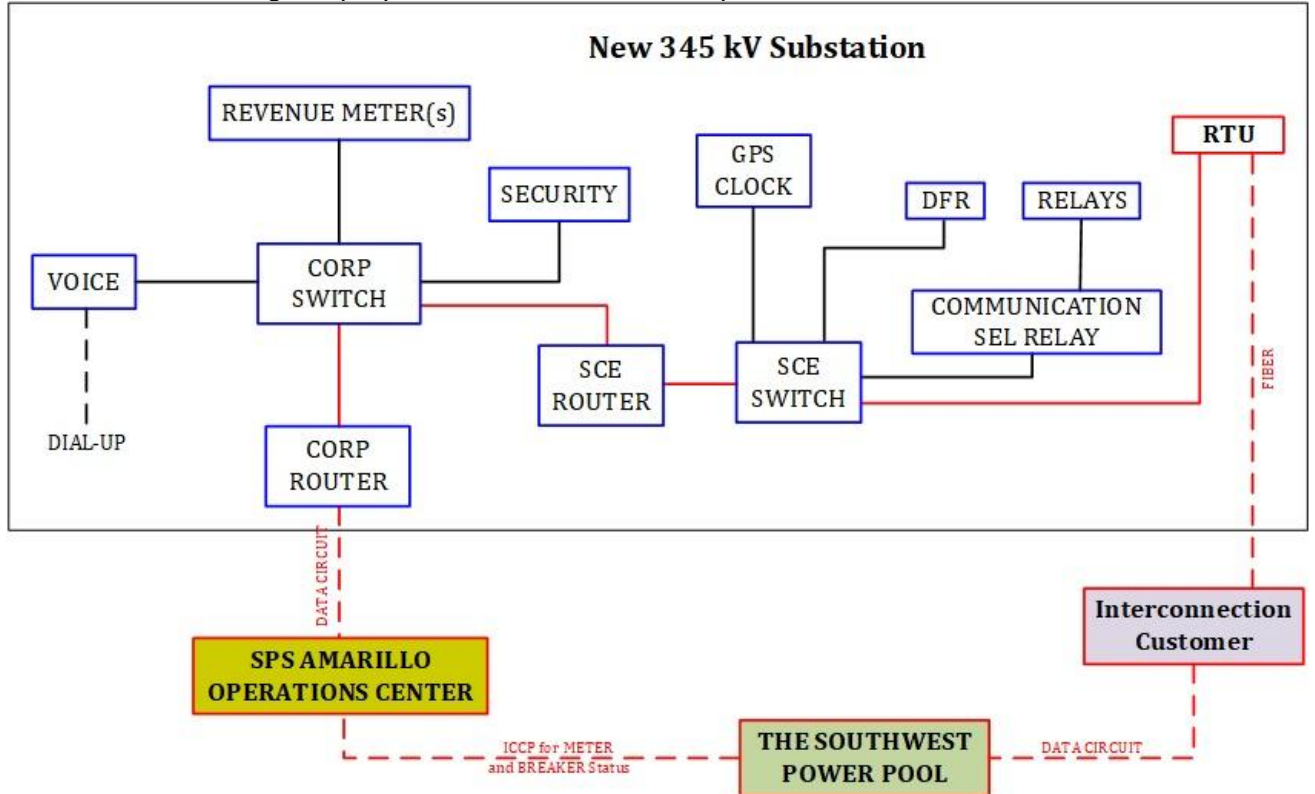 New 345 kV Substation
REVENUE METER(s)
RTU
GPS
CLOCK
SECURITY
DFR
RELAYS
VOICE
CORP
SWITCH
COMMUNICATION
SEL RELAY
SCE
ROUTER
SCE
SWITCH
FIBER
DIAL-UP
CORP
ROUTER
DATA CIRCUIT
Interconnection
Customer
SPS AMARILLO
OPERATIONS CENTER
ICCP for METER
and BREAKER Status
THE SOUTHWEST
POWER POOL
DATA CIRCUIT